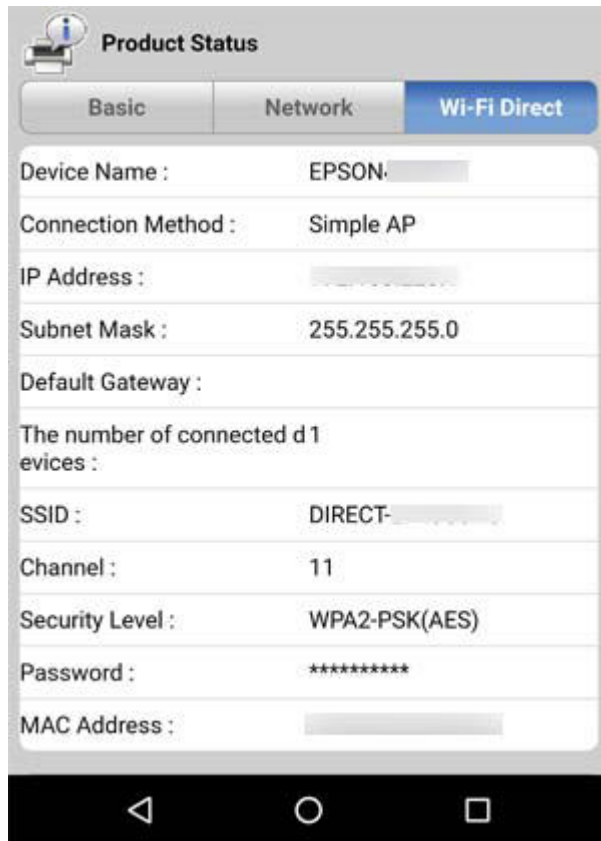 Product Status
Basic Network Wi-Fi Direct
Device Name : EPSON
Connection Method : Simple AP
IP Address :
Subnet Mask : 255.255.255.0
Default Gateway :
The number of connected d 1
evices :
SSID : DIRECT-
Channel : 11
Security Level : WPA2-PSK(AES)
Password : **********
MAC Address :